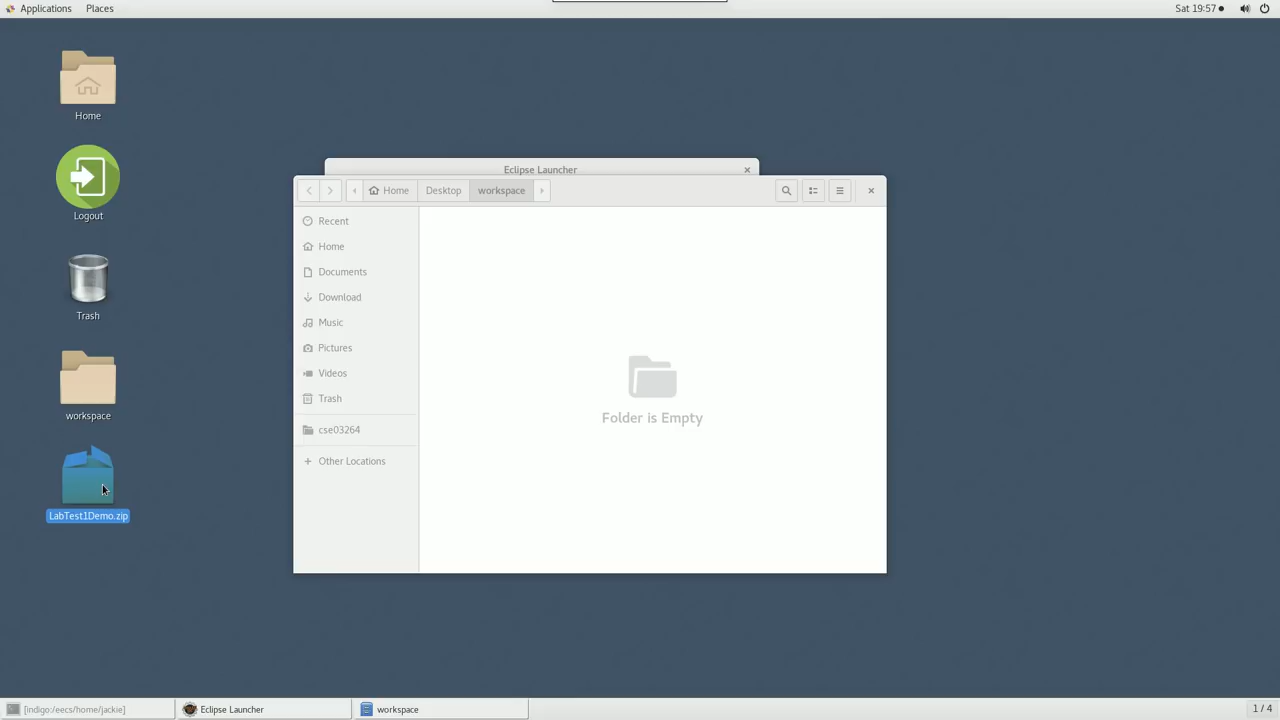 Applications Places Sat 19:57
Home
Logout
Trash
workspace
LabTest1Demo.zip
Eclipse Launcher
Home Desktop workspace
Recent
Home
Documents
Download
Music
Pictures
Videos
Trash
cse03264
Other Locations
Folder is Empty
[indigo:/eecs/home/jackie] Eclipse Launcher workspace 1 / 4